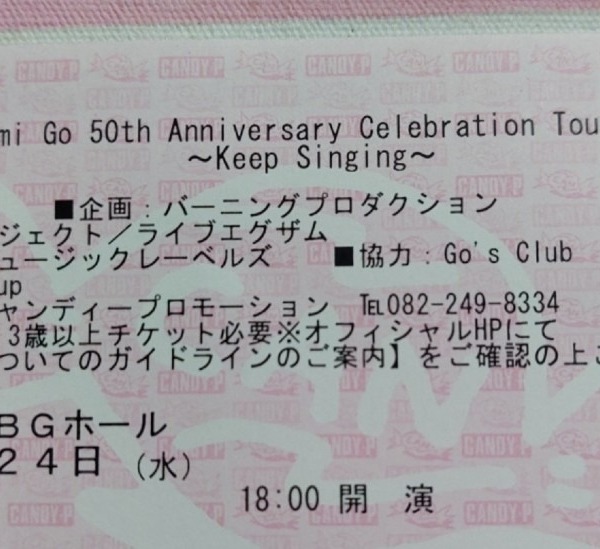 CANDY P CANDY P CANDY P
mi Go 50th Anniversary Celebration Tou
～Keep Singing～
■企画：バーニングプロダクション
ジェクト／ライブエグザム
ュージックレーベルズ ■協力：Go's Club
up
ャンディープロモーション ℡082-249-8334
3歳以上チケット必要※オフィシャルHPにて
ついてのガイドラインのご案内】をご確認の上こ
BGホール
24日 (水)
18:00 開 演